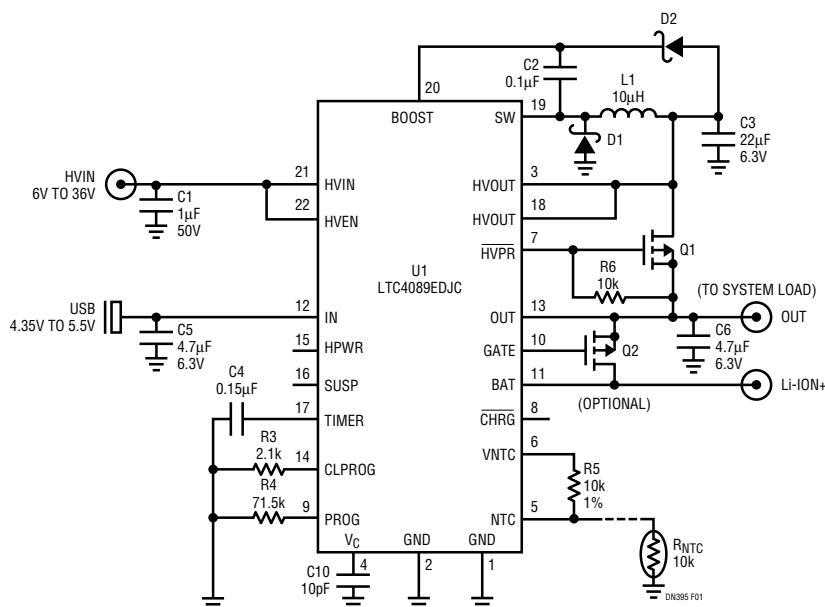 D2
C2
0.1µF
L1
10µH
20
BOOST
SW
19
D1
C3
22µF
6.3V
HVIN
6V TO 36V
C1
1µF
50V
21
HVIN
22
HVEN
HVOUT
3
HVOUT
18
HVPR
7
Q1
U1
LTC4089EDJC
R6
10k
USB
4.35V TO 5.5V
C5
4.7µF
6.3V
12
IN
OUT
13
(TO SYSTEM LOAD)
OUT
15
HPWR
GATE
10
Q2
C6
4.7µF
6.3V
16
SUSP
BAT
11
(OPTIONAL)
Li-ION+
C4
0.15µF
17
TIMER
CHRG
8
R3
2.1k
14
CLPROG
VNTC
6
R5
10k
1%
R4
71.5k
9
PROG
NTC
5
VC
GND
GND
4
2
1
C10
10pF
RNTC
10k
DN395 F01